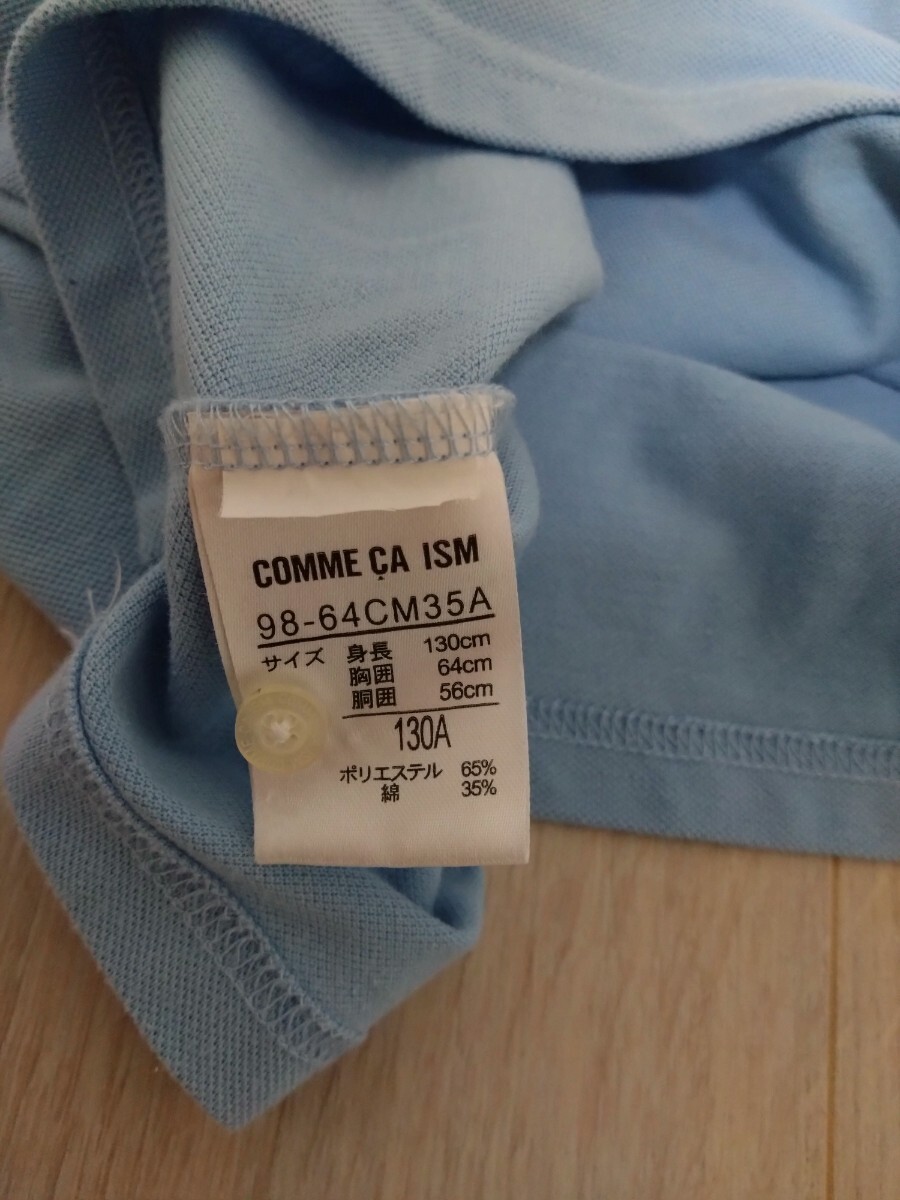 COMME ÇA ISM
98-64CM35A
サイズ 身長 130cm
胸囲 64cm
胴囲 56cm
130A
ポリエステル 65%
綿 35%